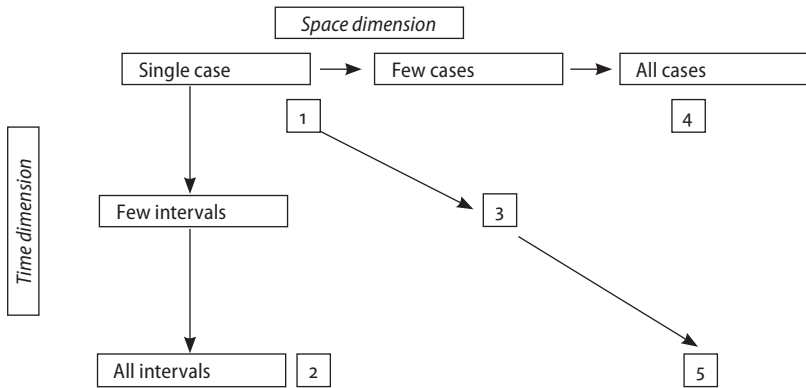 Space dimension
Single case
Few cases
All cases
1
4
Time dimension
Few intervals
3
All intervals
2
5